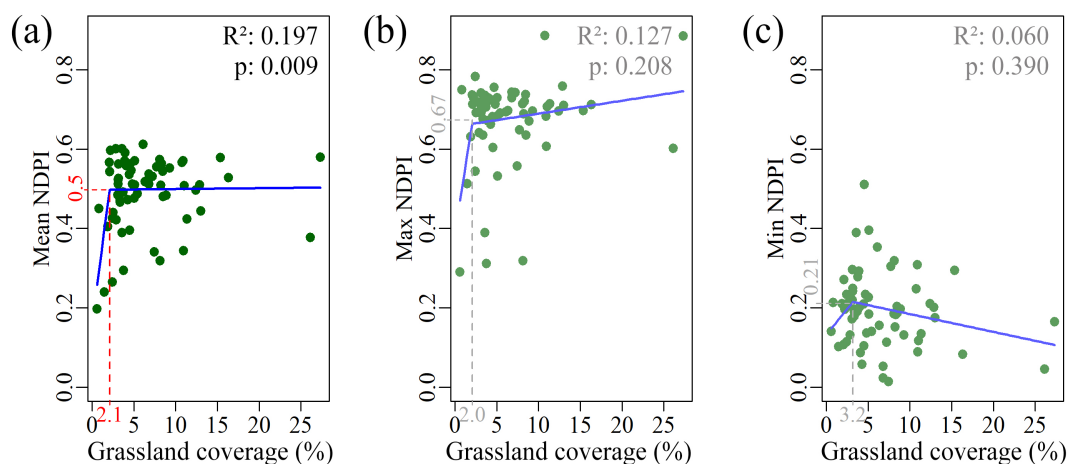 (a)
R²: 0.197
p: 0.009
Mean NDPI
0.0 0.2 0.4 0.6 0.8
0.5
2.1
0 5 10 15 20 25
Grassland coverage (%)
(b)
R²: 0.127
p: 0.208
Max NDPI
0.0 0.2 0.4 0.6 0.8
0.67
2.0
0 5 10 15 20 25
Grassland coverage (%)
(c)
R²: 0.060
p: 0.390
Min NDPI
0.0 0.2 0.4 0.6 0.8
0.21
3.2
0 5 10 15 20 25
Grassland coverage (%)